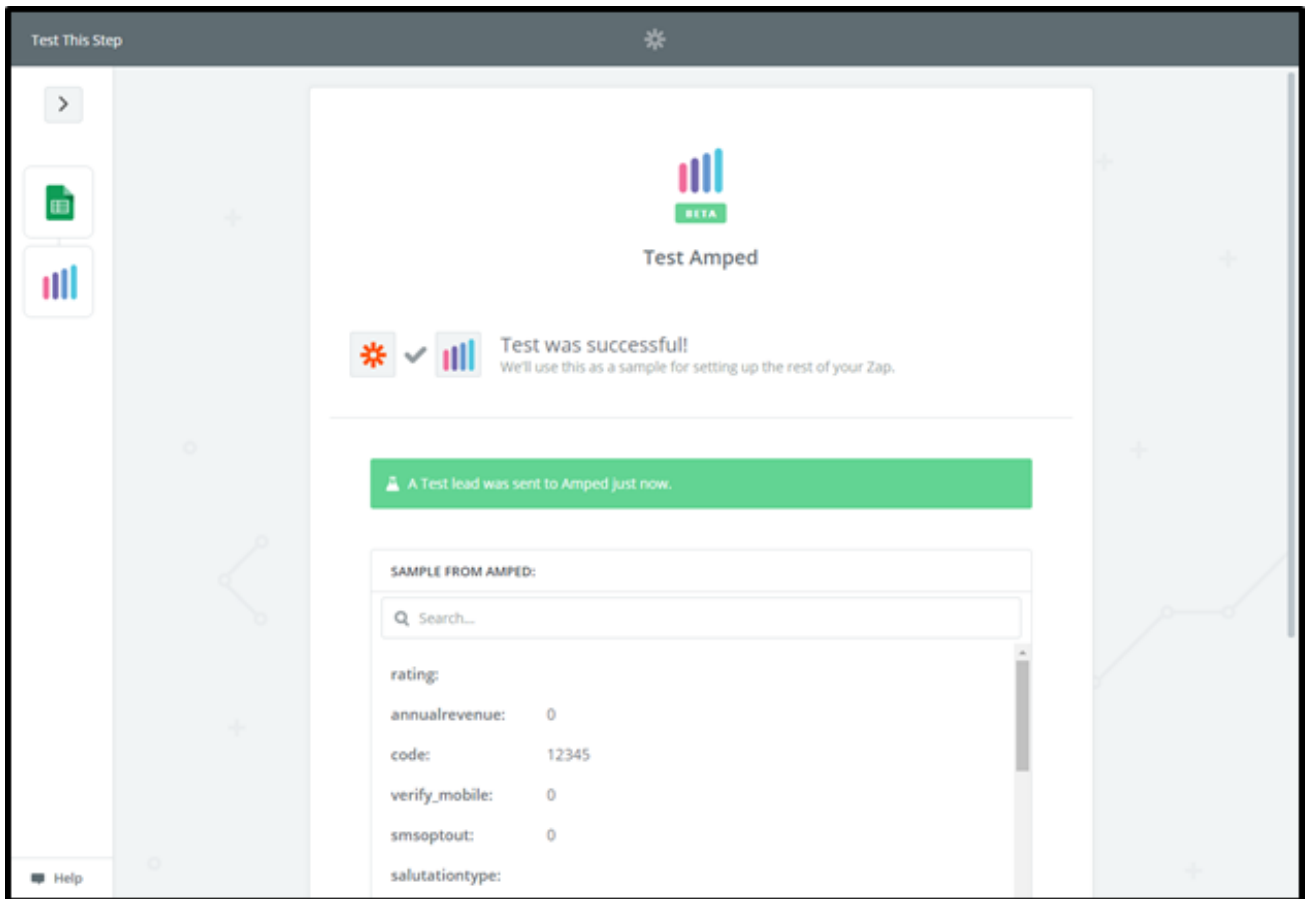 Test This Step
BETA
Test Amped
Test was successful!
We'll use this as a sample for setting up the rest of your Zap.
A Test lead was sent to Amped just now.
SAMPLE FROM AMPED:
Search...
rating:
annualrevenue: 0
code: 12345
verify_mobile: 0
smsoptout: 0
salutationtype:
Help